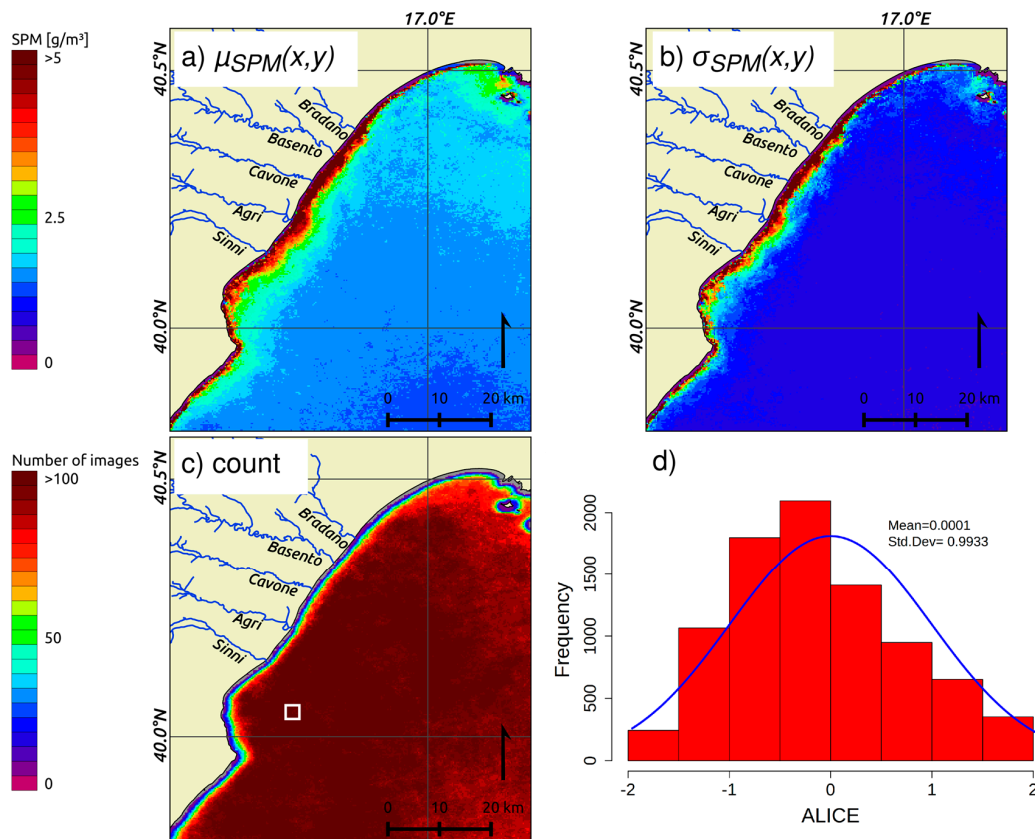 17.0°E
SPM [g/m³]
>5
2.5
0
a) μSPM(x,y)
40.5°N
40.0°N
Bradano
Basento
Cavone
Agri
Sinni
0 10 20 km
17.0°E
b) σSPM(x,y)
40.5°N
40.0°N
Bradano
Basento
Cavone
Agri
Sinni
0 10 20 km
Number of images
>100
50
0
c) count
40.5°N
40.0°N
Bradano
Basento
Cavone
Agri
Sinni
0 10 20 km
d)
Mean=0.0001
Std.Dev= 0.9933
Frequency
2000
1500
1000
500
0
-2 -1 0 1 2
ALICE